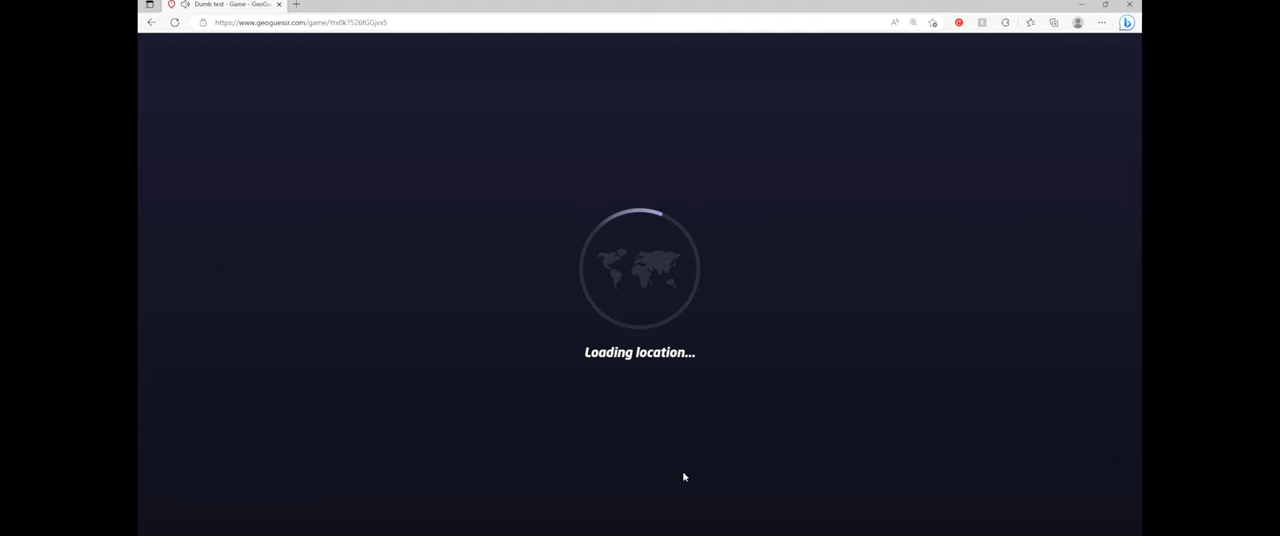 Dumb test - Game - GeoGu
https://www.geoguessr.com/game/Yrx0k7526fGGjvx5
Loading location...